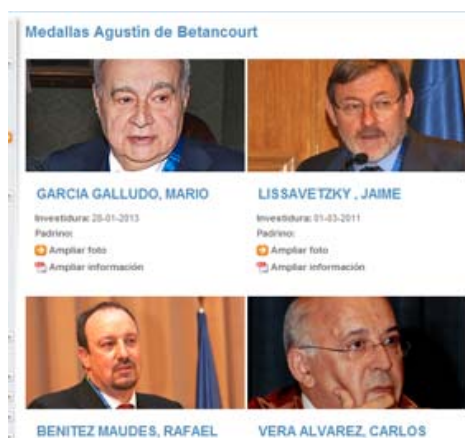 Medallas Agustin de Betancourt
GARCIA GALLUDO, MARIO
Investidura: 28-01-2013
Padrino:
Ampliar foto
Ampliar información
LISSAVETZKY , JAIME
Investidura: 01-03-2011
Padrino:
Ampliar foto
Ampliar información
BENITEZ MAUDES, RAFAEL
VERA ALVAREZ, CARLOS